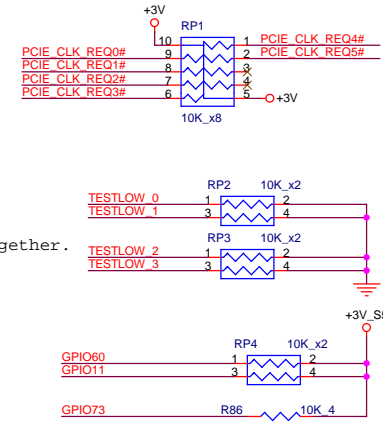 +3V
RP1
10 1 PCIE_CLK_REQ4#
PCIE_CLK_REQ0# 9 2 PCIE_CLK_REQ5#
PCIE_CLK_REQ1# 8 3
PCIE_CLK_REQ2# 7 4
PCIE_CLK_REQ3# 6 5 +3V
10K_x8
RP2 10K_x2
TESTLOW_0 1 2
TESTLOW_1 3 4
RP3 10K_x2
gether.
TESTLOW_2 1 2
TESTLOW_3 3 4
+3V_S5
RP4 10K_x2
GPIO60 1 2
GPIO11 3 4
GPIO73 R86 10K_4